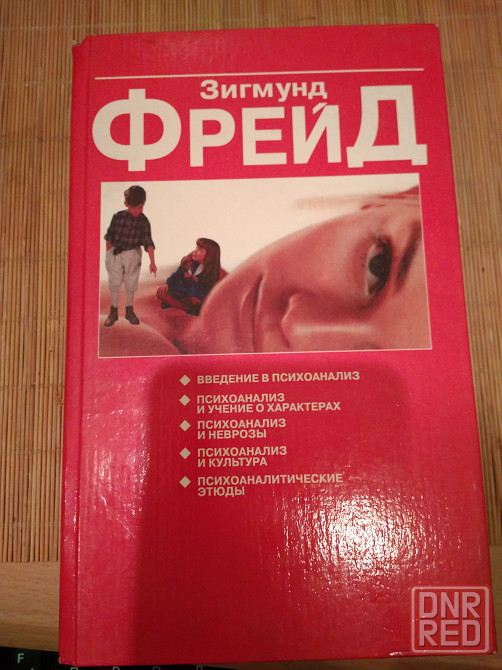 Зигмунд
ФРЕЙД
ВВЕДЕНИЕ В ПСИХОАНАЛИЗ
ПСИХОАНАЛИЗ
И УЧЕНИЕ О ХАРАКТЕРАХ
ПСИХОАНАЛИЗ
И НЕВРОЗЫ
ПСИХОАНАЛИЗ
И КУЛЬТУРА
ПСИХОАНАЛИТИЧЕСКИЕ
ЭТЮДЫ
DNR
RED
F